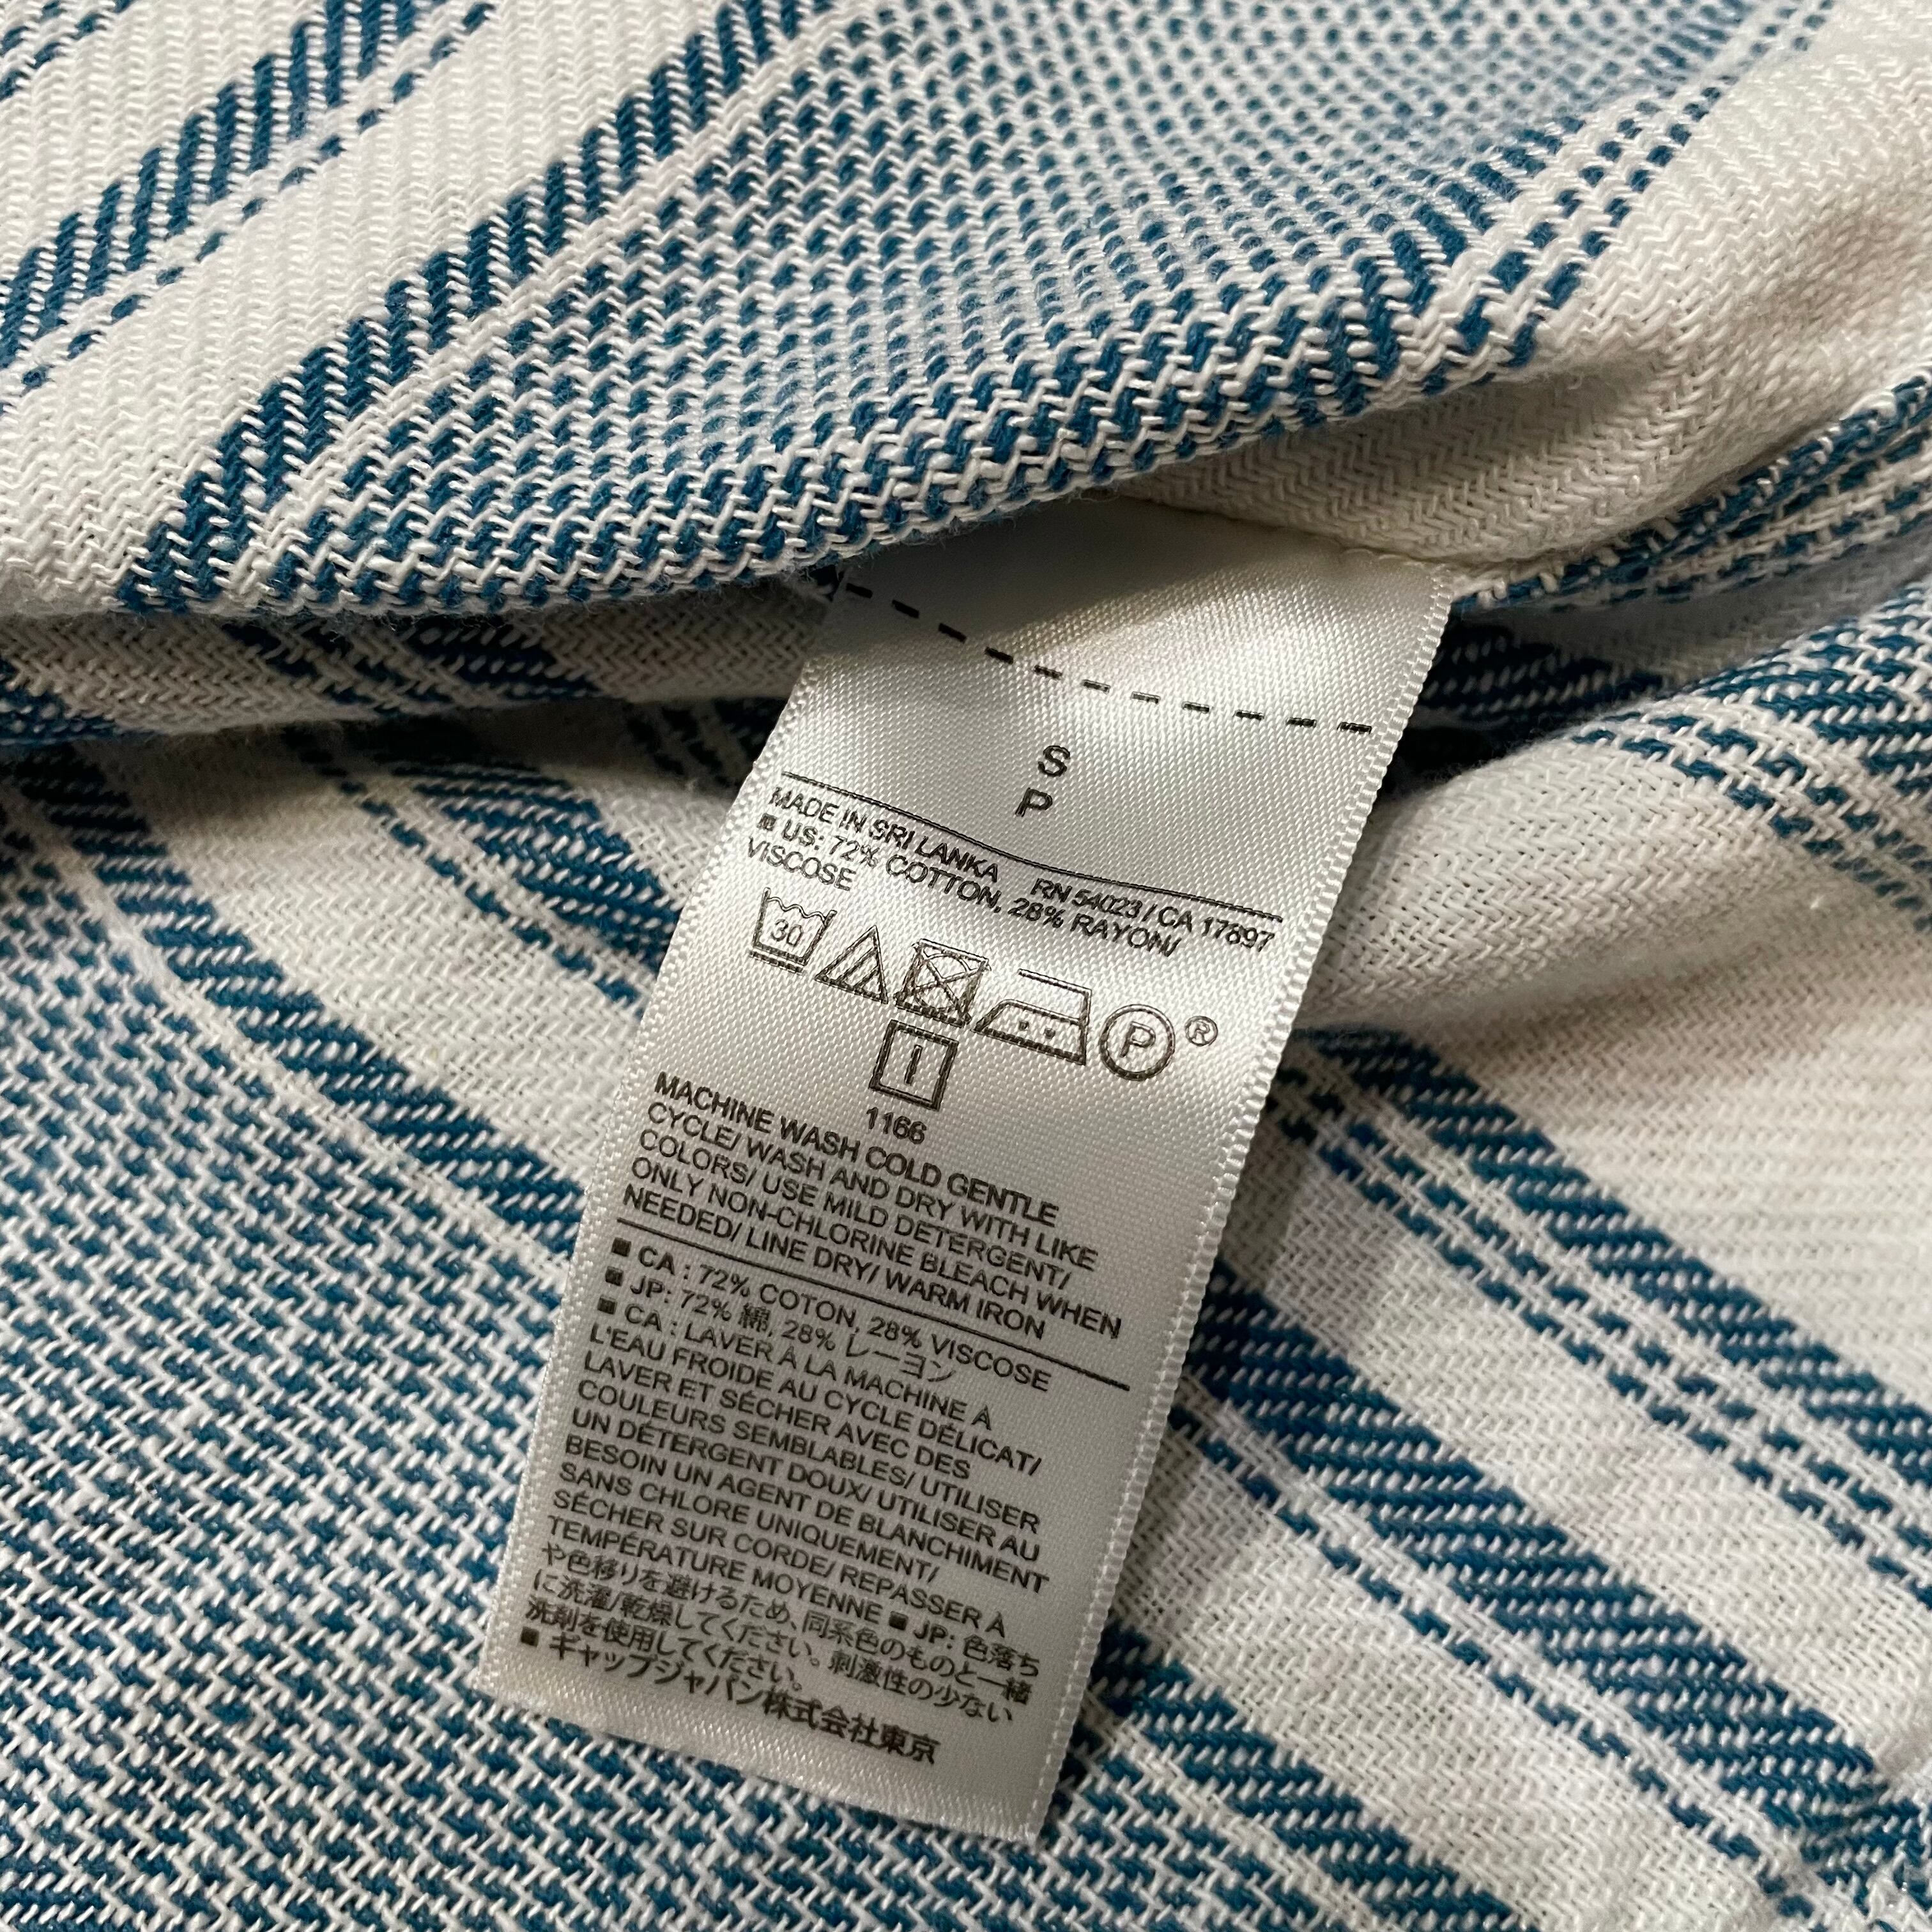 S
P
MADE IN SRI LANKA RN 54023 / CA 17897
■ US: 72% COTTON, 28% RAYON/
VISCOSE
30
P ®
I
1166
MACHINE WASH COLD GENTLE
CYCLE/ WASH AND DRY WITH LIKE
COLORS/ USE MILD DETERGENT/
ONLY NON-CHLORINE BLEACH WHEN
NEEDED/ LINE DRY/ WARM IRON
■ CA : 72% COTON, 28% VISCOSE
■ JP: 72% 綿, 28% レーヨン
■ CA : LAVER À LA MACHINE À
L'EAU FROIDE AU CYCLE DÉLICAT/
LAVER ET SÉCHER AVEC DES
COULEURS SEMBLABLES/ UTILISER
UN DÉTERGENT DOUX/ UTILISER AU
BESOIN UN AGENT DE BLANCHIMENT
SANS CHLORE UNIQUEMENT/
SÉCHER SUR CORDE/ REPASSER À
TEMPÉRATURE MOYENNE ■ JP: 色落ち
や色移りを避けるため、同系色のものと一緒
に洗濯/乾燥してください。刺激性の少ない
洗剤を使用してください。
■ ギャップジャパン株式会社東京